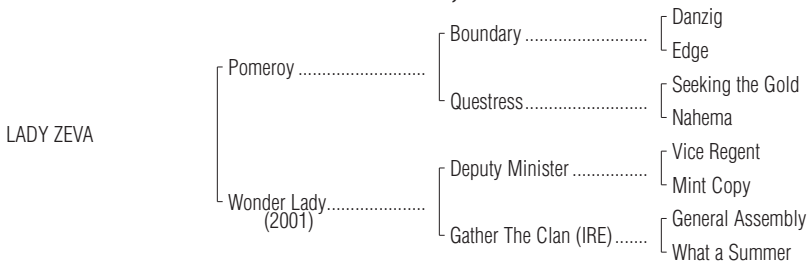 Danzig
Boundary ..........................
Edge
Pomeroy ...........................
Seeking the Gold
Questress..........................
Nahema
LADY ZEVA
Vice Regent
Deputy Minister ................
Mint Copy
Wonder Lady.....................
(2001)
General Assembly
Gather The Clan (IRE).......
What a Summer